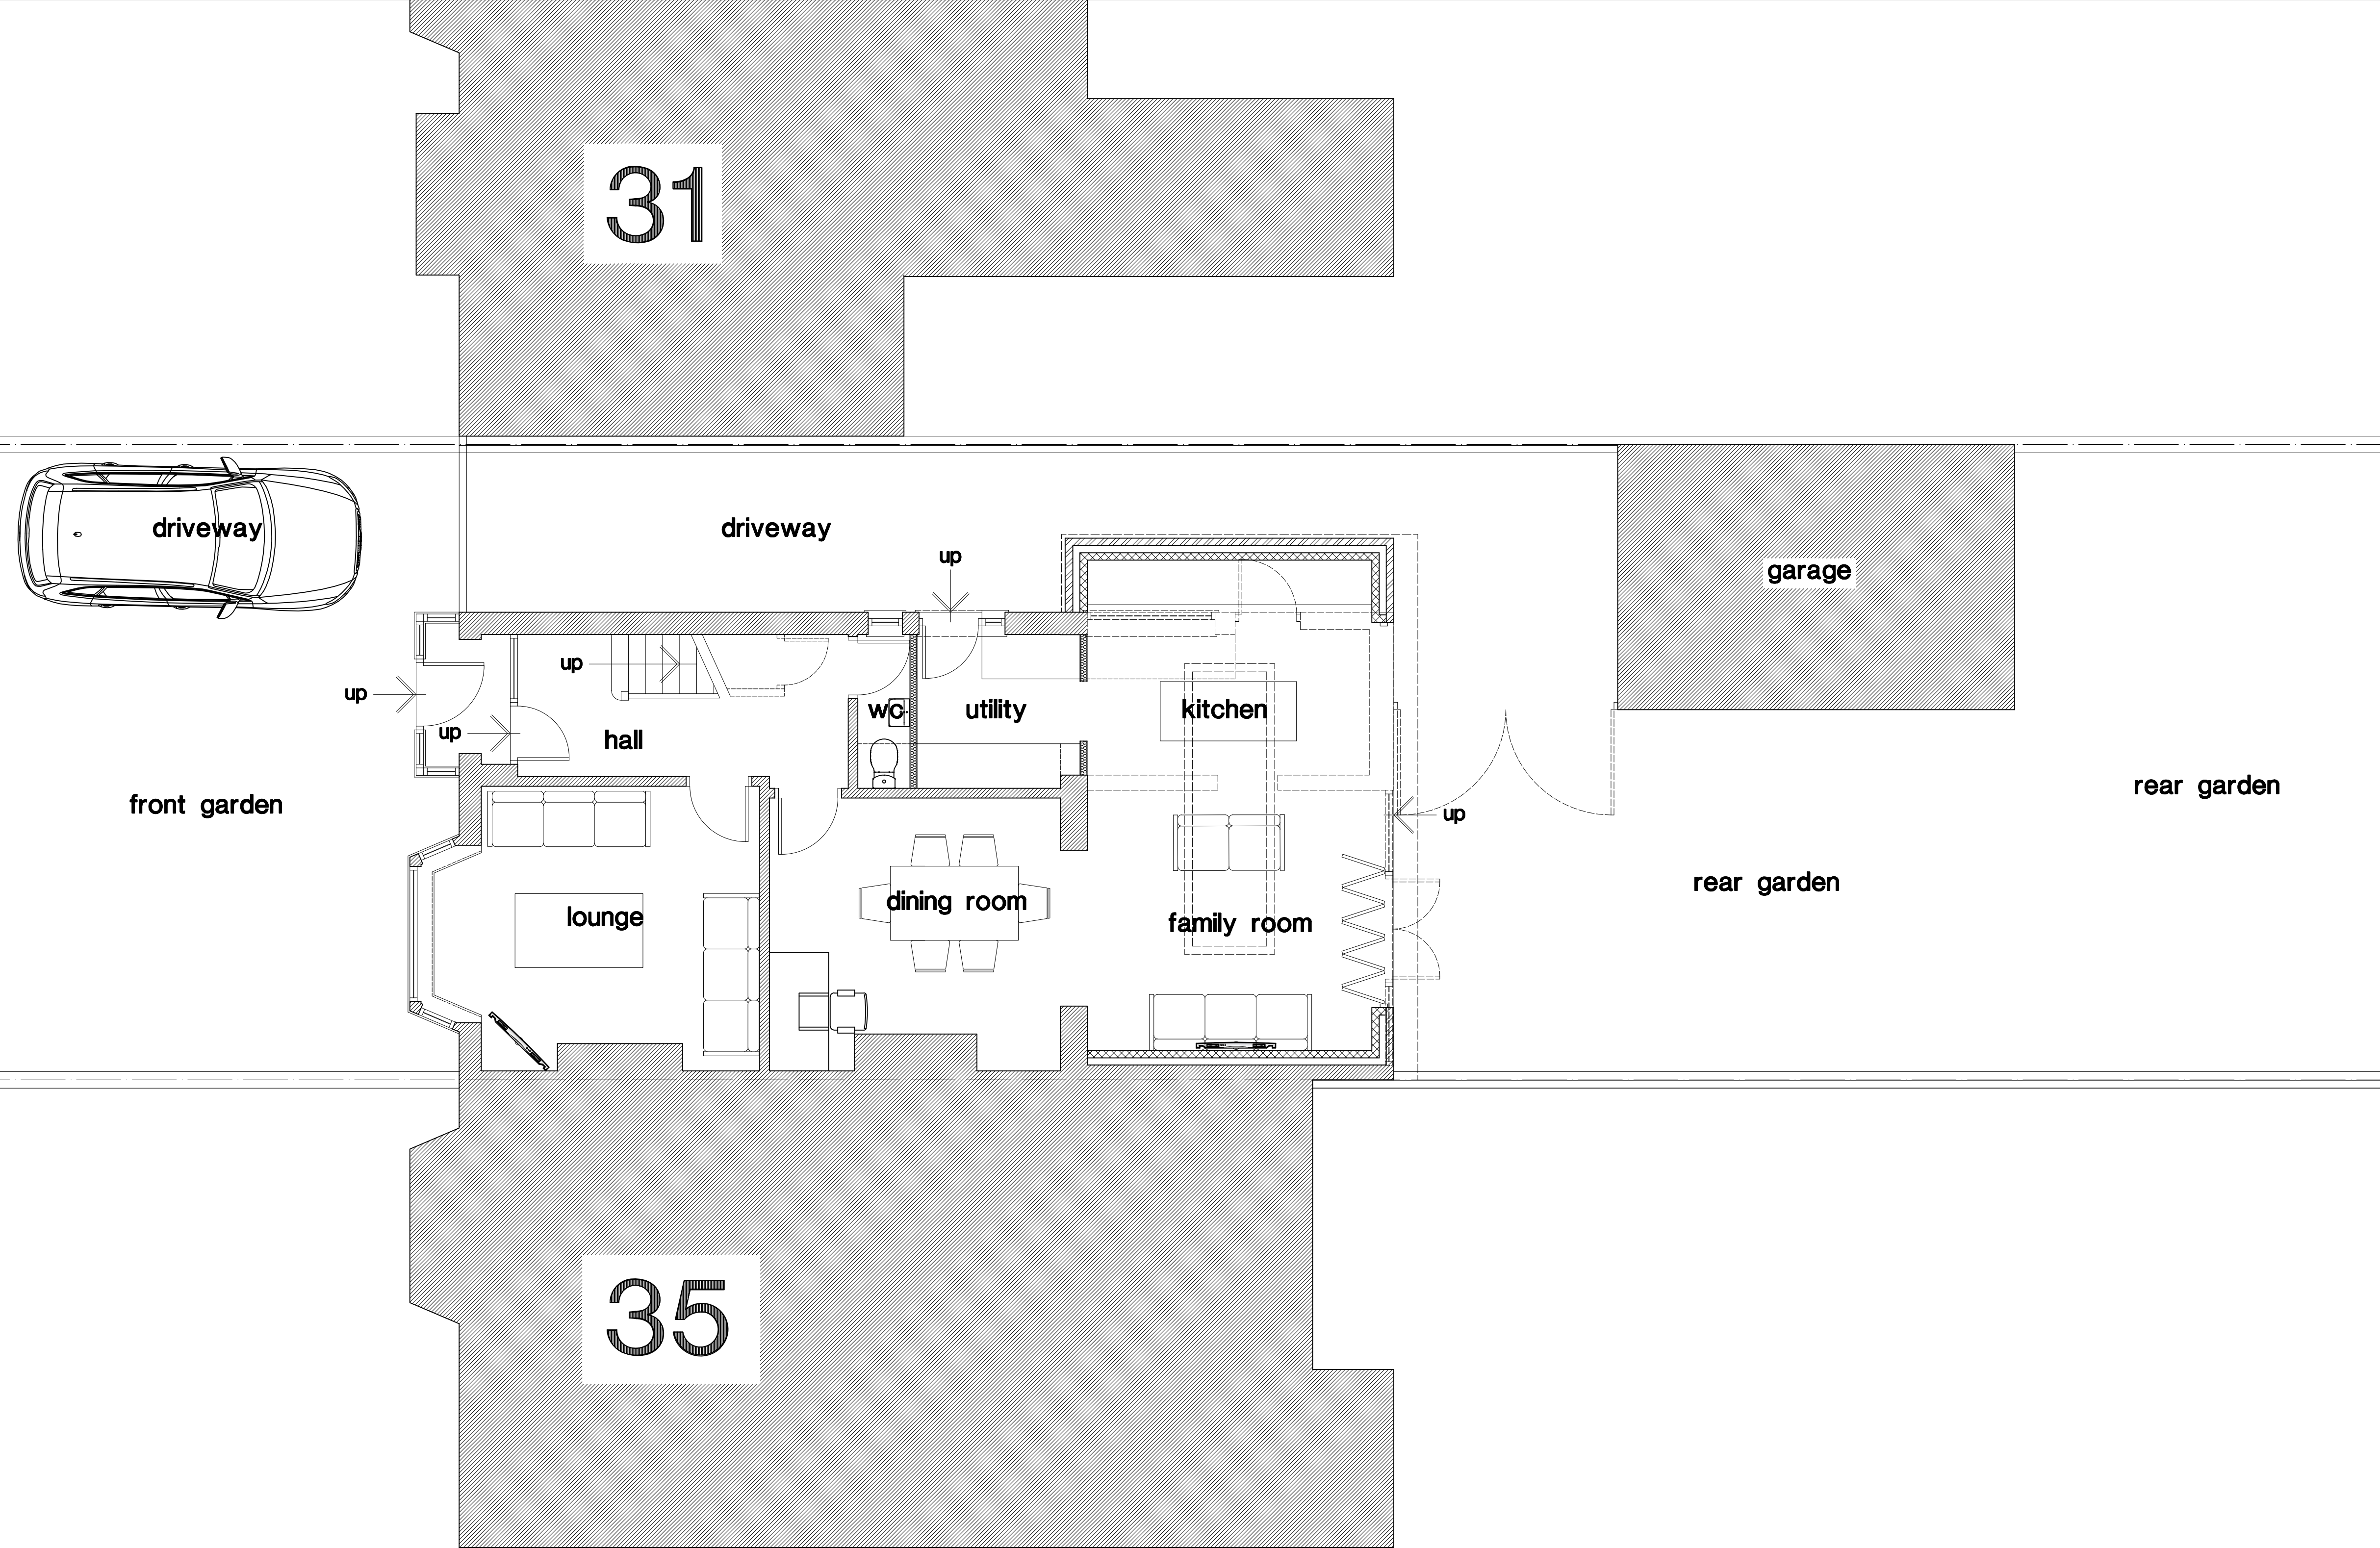 31
driveway
driveway
up
garage
up
up
wc
utility
kitchen
up
hall
rear garden
front garden
up
rear garden
dining room
lounge
family room
35